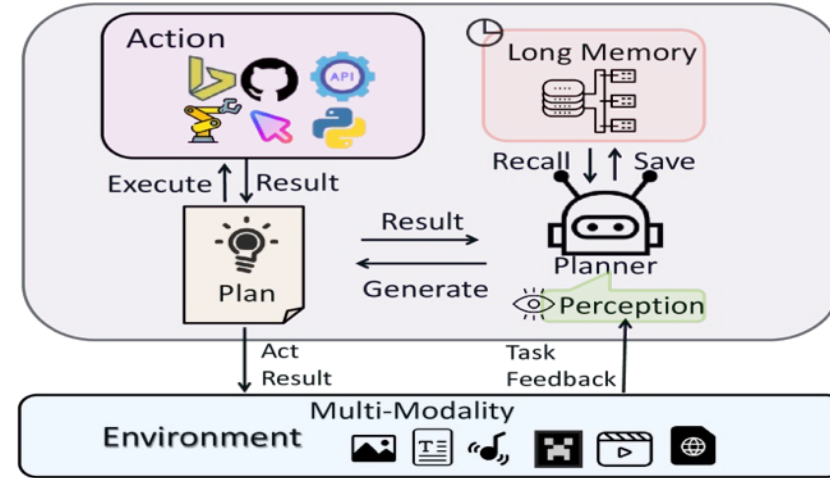 Action
API
Long Memory
Recall
Save
Execute
Result
Result
Planner
Plan
Generate
Perception
Act
Result
Task
Feedback
Multi-Modality
Environment
T